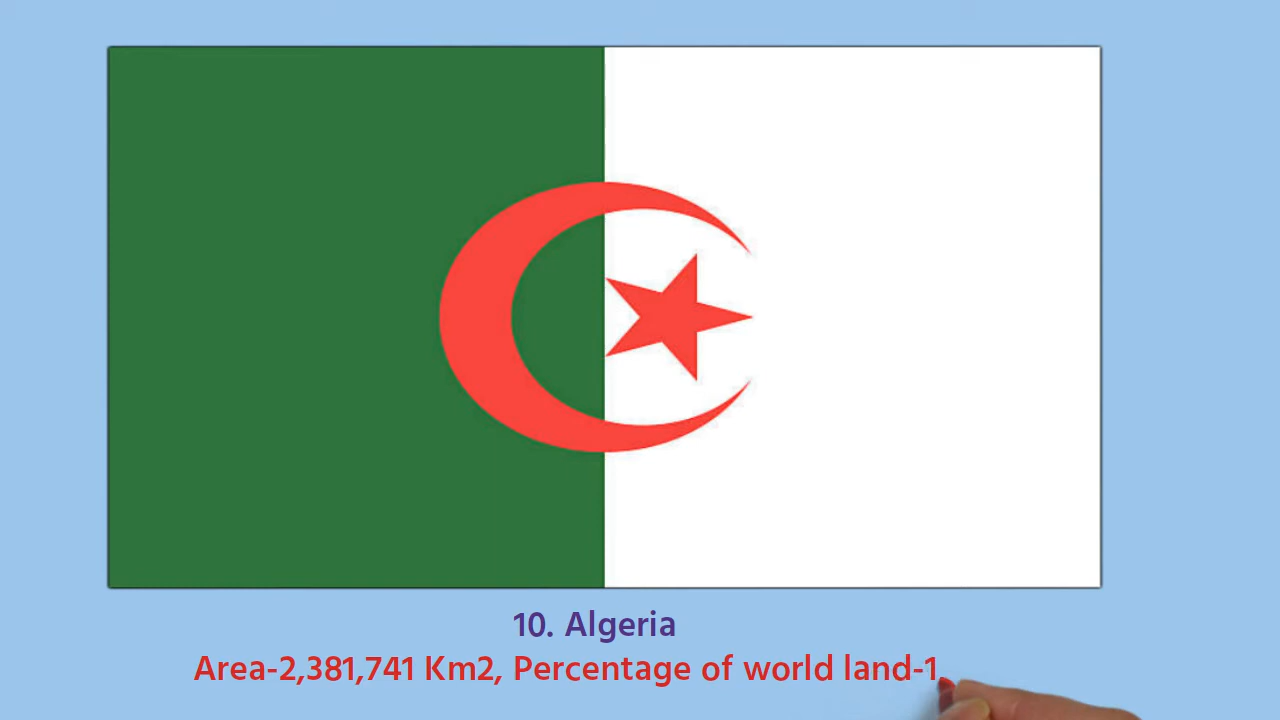 10. Algeria
Area-2,381,741 Km2, Percentage of world land-1.